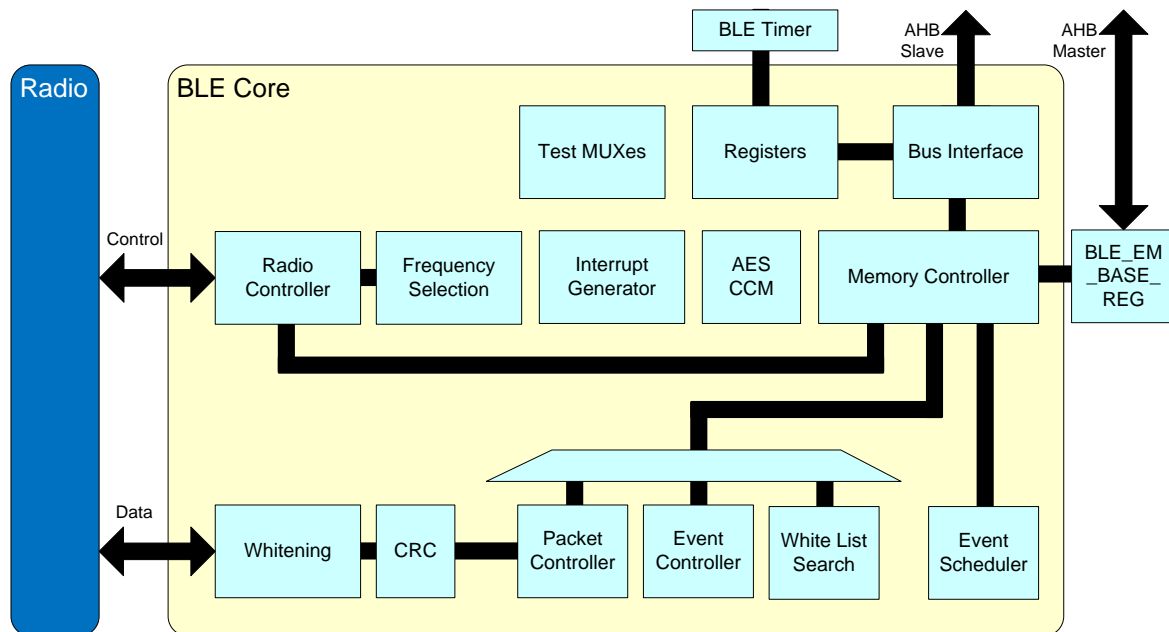 BLE Timer
AHB
Slave
AHB
Master
Radio
BLE Core
Test MUXes
Registers
Bus Interface
Control
Radio
Controller
Frequency
Selection
Interrupt
Generator
AES
CCM
Memory Controller
BLE_EM
_BASE_
REG
Data
Whitening
CRC
Packet
Controller
Event
Controller
White List
Search
Event
Scheduler